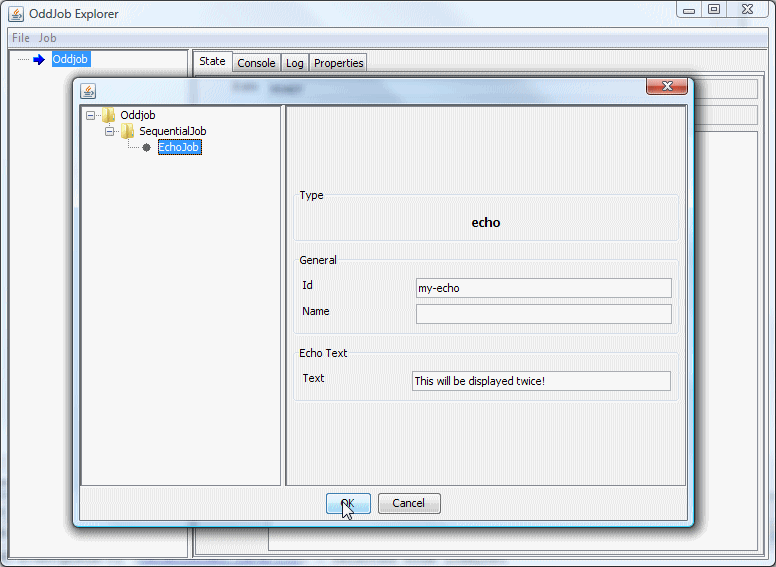 OddJob Explorer
File Job
Oddjob
State Console Log Properties
Oddjob
SequentialJob
EchoJob
Type
echo
General
Id my-echo
Name
Echo Text
Text This will be displayed twice!
OK Cancel